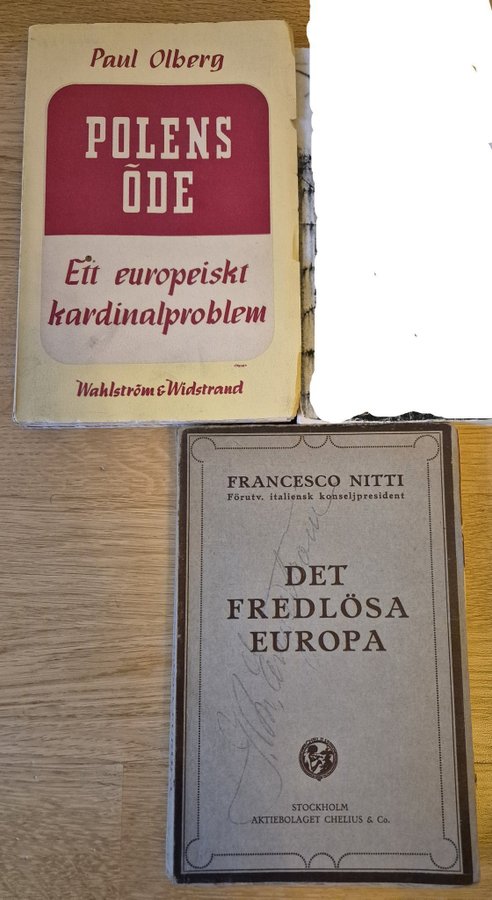 Paul Olberg
POLENS
ÖDE
Ett europeiskt
kardinalproblem
Wahlström & Widstrand
FRANCESCO NITTI
Förutv. italiensk konseljpresident
DET
FREDLÖSA
EUROPA
STOCKHOLM
AKTIEBOLAGET CHELIUS & Co.